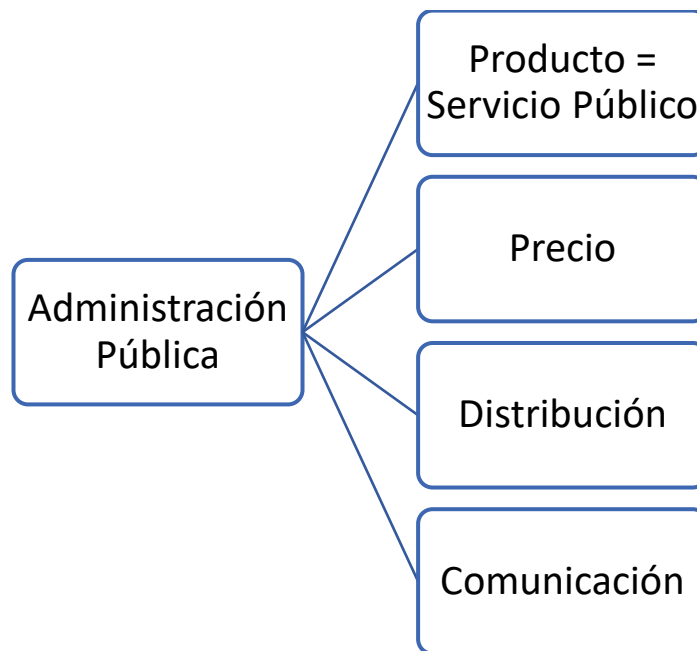 Administración
Pública
Producto =
Servicio Público
Precio
Distribución
Comunicación